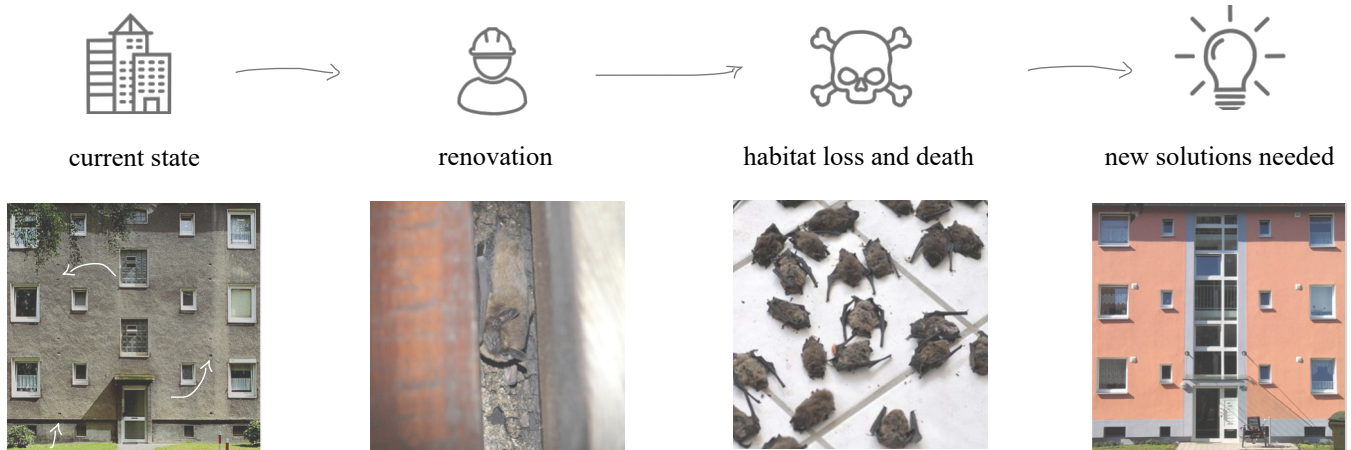 current state
renovation
habitat loss and death
new solutions needed